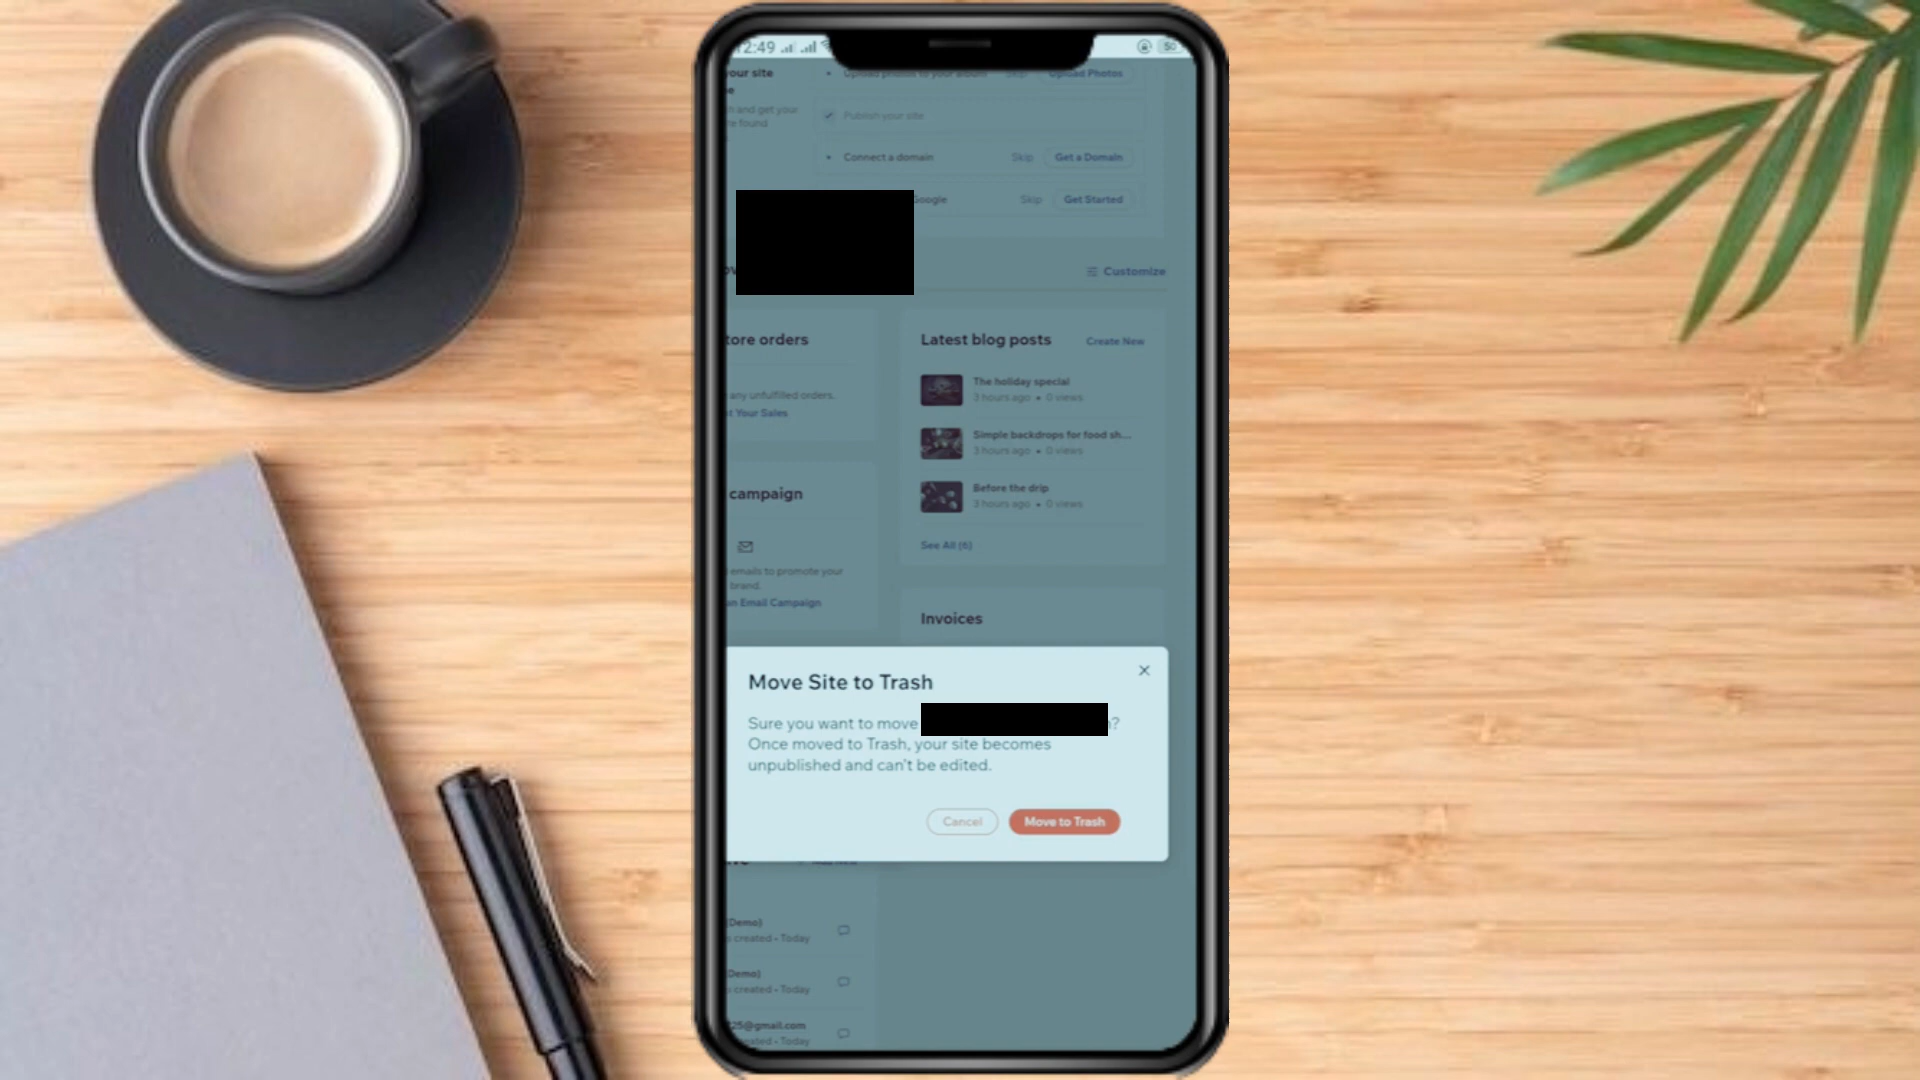 12:49
50
your site
Upload photos to your album Skip Upload Photos
h and get your
Publish your site
re found
Connect a domain Skip Get a Domain
Google Skip Get Started
Customize
tore orders
any unfulfilled orders.
t Your Sales
Latest blog posts Create New
The holiday special
3 hours ago • 0 views
Simple backdrops for food sh...
3 hours ago • 0 views
Before the drip
3 hours ago • 0 views
See All (6)
campaign
emails to promote your
brand.
an Email Campaign
Invoices
Move Site to Trash
Sure you want to move ?
Once moved to Trash, your site becomes
unpublished and can't be edited.
Cancel Move to Trash
(Demo)
created • Today
(Demo)
created • Today
25@gmail.com
Today